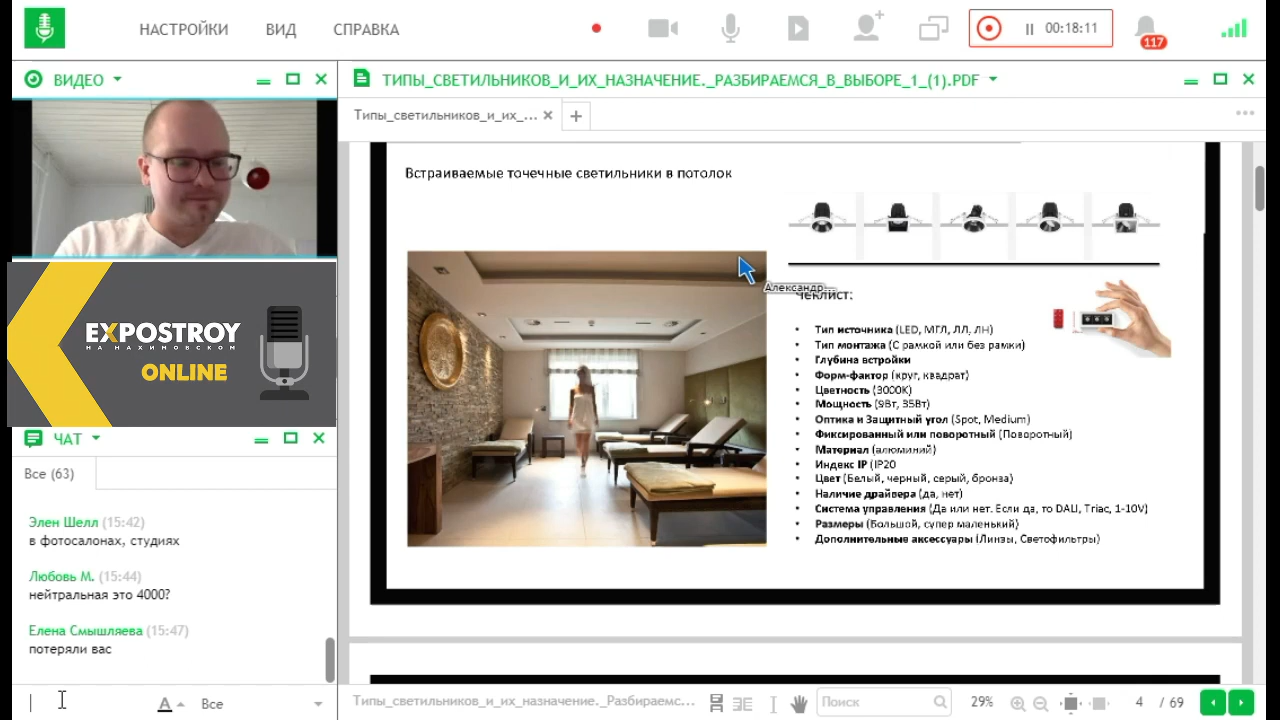 НАСТРОЙКИ
ВИД
СПРАВКА
00:18:11
117
ВИДЕО
EXPOSTROY
НА НАХИМОВСКОМ
ONLINE
ЧАТ
Все (63)
Элен Шелл (15:42)
в фотосалонах, студиях
Любовь М. (15:44)
нейтральная это 4000?
Елена Смышляева (15:47)
потеряли вас
A
Все
ТИПЫ_СВЕТИЛЬНИКОВ_И_ИХ_НАЗНАЧЕНИЕ._РАЗБИРАЕМСЯ_В_ВЫБОРЕ_1_(1).PDF
Типы_светильников_и_их_...
Встраиваемые точечные светильники в потолок
Александр...
Чеклист:
• Тип источника (LED, МГЛ, ЛЛ, ЛН)
• Тип монтажа (С рамкой или без рамки)
• Глубина встройки
• Форм-фактор (круг, квадрат)
• Цветность (3000К)
• Мощность (9Вт, 35Вт)
• Оптика и Защитный угол (Spot, Medium)
• Фиксированный или поворотный (Поворотный)
• Материал (алюминий)
• Индекс IP (IP20
• Цвет (Белый, черный, серый, бронза)
• Наличие драйвера (да, нет)
• Система управления (Да или нет. Если да, то DALI, Triac, 1-10V)
• Размеры (Большой, супер маленький)
• Дополнительные аксессуары (Линзы, Светофильтры)
Типы_светильников_и_их_назначение._Разбираемс...
Поиск
29%
4 / 69